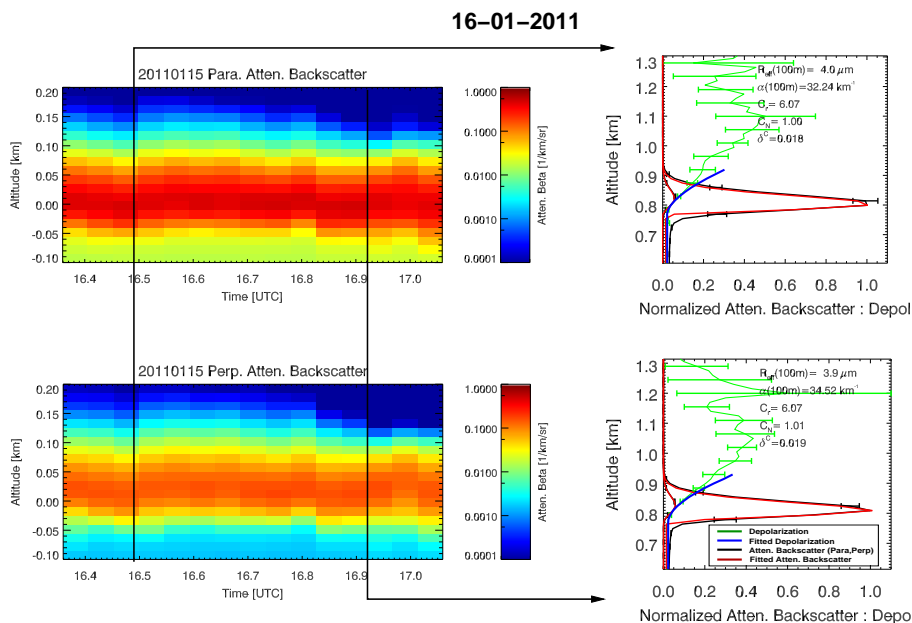 16-01-2011
20110115 Para. Atten. Backscatter
Altitude [km]
0.20
0.15
0.10
0.05
0.00
-0.05
-0.10
16.4 16.5 16.6 16.7 16.8 16.9 17.0
Time [UTC]
1.0000
0.1000
0.0100
0.0010
0.0001
Atten. Beta [1/km/sr]
Altitude [km]
1.3
1.2
1.1
1.0
0.9
0.8
0.7
R_eff(100m) = 4.0 μm
α(100m)=32.24 km⁻¹
C_r= 6.07
C_N= 1.00
δ^C=0.018
0.0 0.2 0.4 0.6 0.8 1.0
Normalized Atten. Backscatter : Depol
20110115 Perp. Atten. Backscatter
Altitude [km]
0.20
0.15
0.10
0.05
0.00
-0.05
-0.10
16.4 16.5 16.6 16.7 16.8 16.9 17.0
Time [UTC]
1.0000
0.1000
0.0100
0.0010
0.0001
Atten. Beta [1/km/sr]
Altitude [km]
1.3
1.2
1.1
1.0
0.9
0.8
0.7
R_eff(100m)= 3.9 μm
α(100m)=34.52 km⁻¹
C_r= 6.07
C_N= 1.01
δ^C=0.019
Depolarization
Fitted Depolarization
Atten. Backscatter (Para,Perp)
Fitted Atten. Backscatter
0.0 0.2 0.4 0.6 0.8 1.0
Normalized Atten. Backscatter : Depo